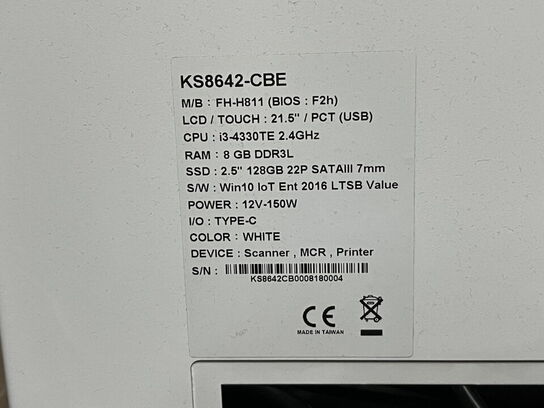 KS8642-CBE
M/B : FH-H811 (BIOS : F2h)
LCD / TOUCH : 21.5" / PCT (USB)
CPU : i3-4330TE 2.4GHz
RAM : 8 GB DDR3L
SSD : 2.5" 128GB 22P SATAIII 7mm
S/W : Win10 IoT Ent 2016 LTSB Value
POWER : 12V-150W
I/O : TYPE-C
COLOR : WHITE
DEVICE : Scanner , MCR , Printer
S/N :
KS8642CB0008180004
CE
MADE IN TAIWAN